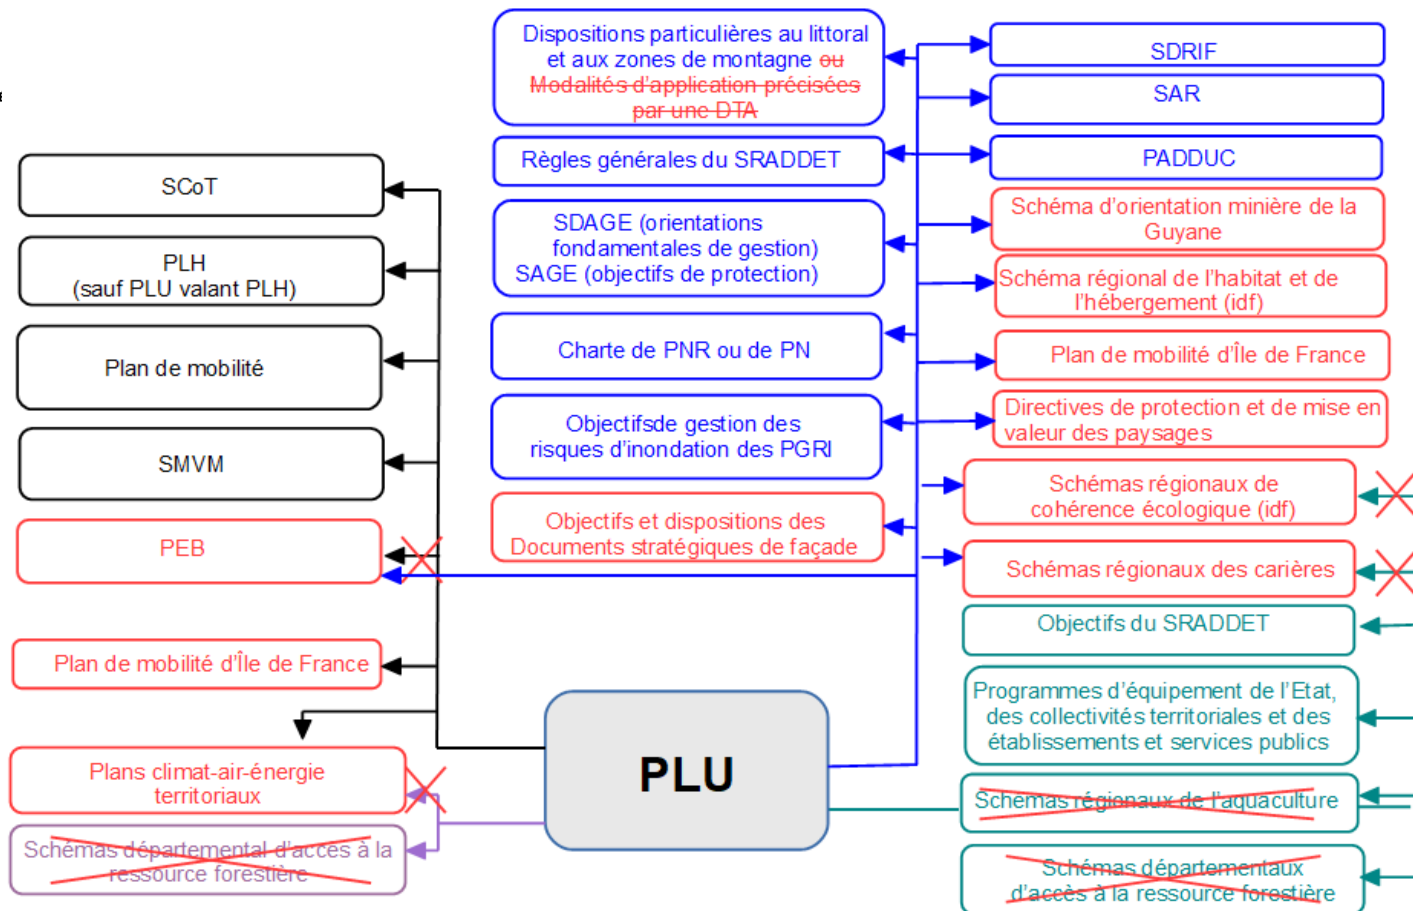 SCoT
PLH
(sauf PLU valant PLH)
Plan de mobilité
SMVM
PEB
Plan de mobilité d'Île de France
Plans climat-air-énergie
territoriaux
Schémas départemental d'accès à la
ressource forestière
Dispositions particulières au littoral
et aux zones de montagne ou
Modalités d'application précisées
par une DTA
Règles générales du SRADDET
SDAGE (orientations
fondamentales de gestion)
SAGE (objectifs de protection)
Charte de PNR ou de PN
Objectifsde gestion des
risques d'inondation des PGRI
Objectifs et dispositions des
Documents stratégiques de façade
PLU
SDRIF
SAR
PADDUC
Schéma d'orientation minière de la
Guyane
Schéma régional de l'habitat et de
l'hébergement (idf)
Plan de mobilité d'Île de France
Directives de protection et de mise en
valeur des paysages
Schémas régionaux de
cohérence écologique (idf)
Schémas régionaux des carières
Objectifs du SRADDET
Programmes d'équipement de l'Etat,
des collectivités territoriales et des
établissements et services publics
Schemas régionaux de l'aquaculture
Schémas départementaux
d'accès à la ressource forestière